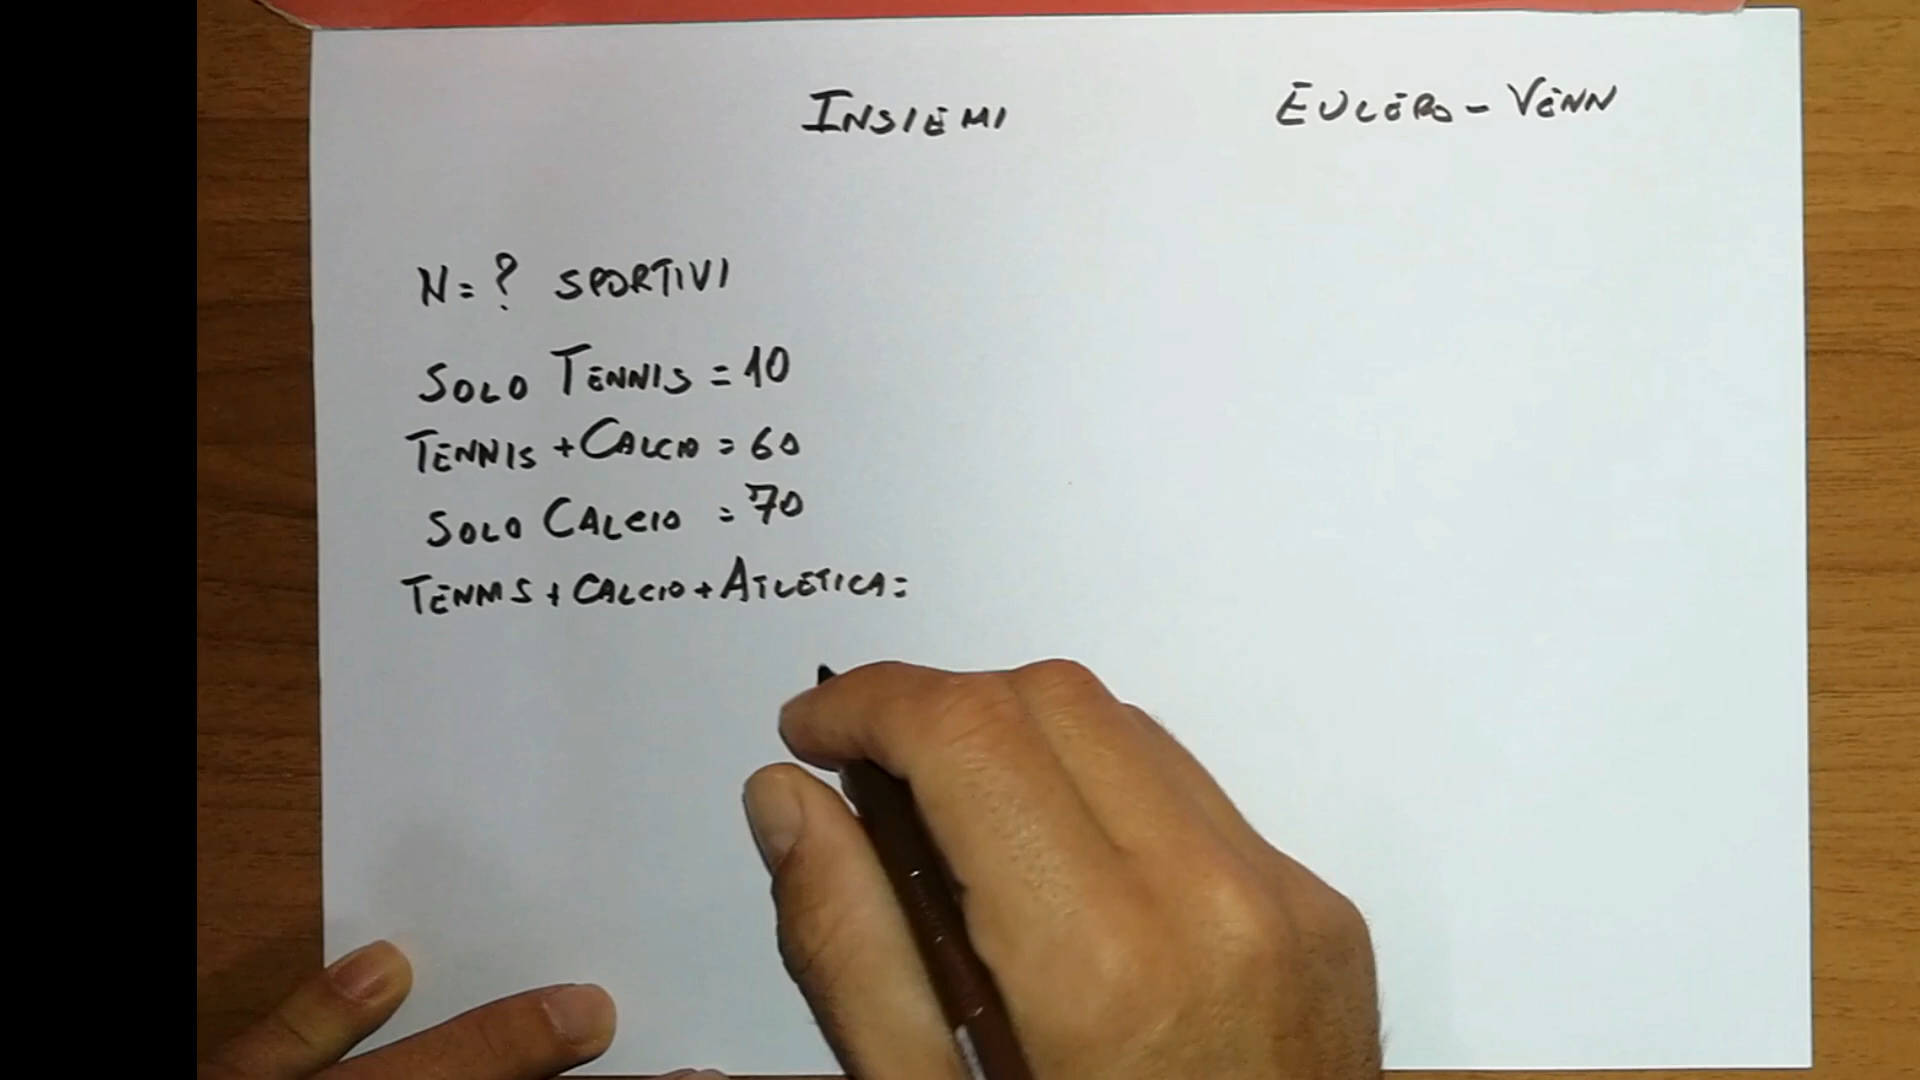 INSIEMI EULERO - VENN
N = ? SPORTIVI
SOLO TENNIS = 10
TENNIS + CALCIO = 60
SOLO CALCIO = 70
TENNIS + CALCIO + ATLETICA =